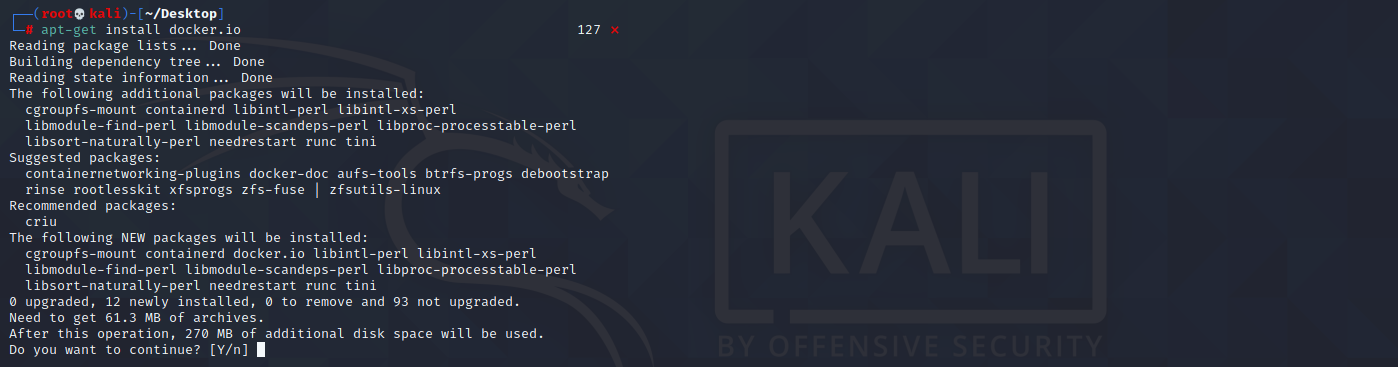 ┌──(root💀kali)-[~/Desktop]
└─# apt-get install docker.io 127 ⨯
Reading package lists... Done
Building dependency tree... Done
Reading state information... Done
The following additional packages will be installed:
cgroupfs-mount containerd libintl-perl libintl-xs-perl
libmodule-find-perl libmodule-scandeps-perl libproc-processtable-perl
libsort-naturally-perl needrestart runc tini
Suggested packages:
containernetworking-plugins docker-doc aufs-tools btrfs-progs debootstrap
rinse rootlesskit xfsprogs zfs-fuse | zfsutils-linux
Recommended packages:
criu
The following NEW packages will be installed:
cgroupfs-mount containerd docker.io libintl-perl libintl-xs-perl
libmodule-find-perl libmodule-scandeps-perl libproc-processtable-perl
libsort-naturally-perl needrestart runc tini
0 upgraded, 12 newly installed, 0 to remove and 93 not upgraded.
Need to get 61.3 MB of archives.
After this operation, 270 MB of additional disk space will be used.
Do you want to continue? [Y/n]
KALI
BY OFFENSIVE SECURITY